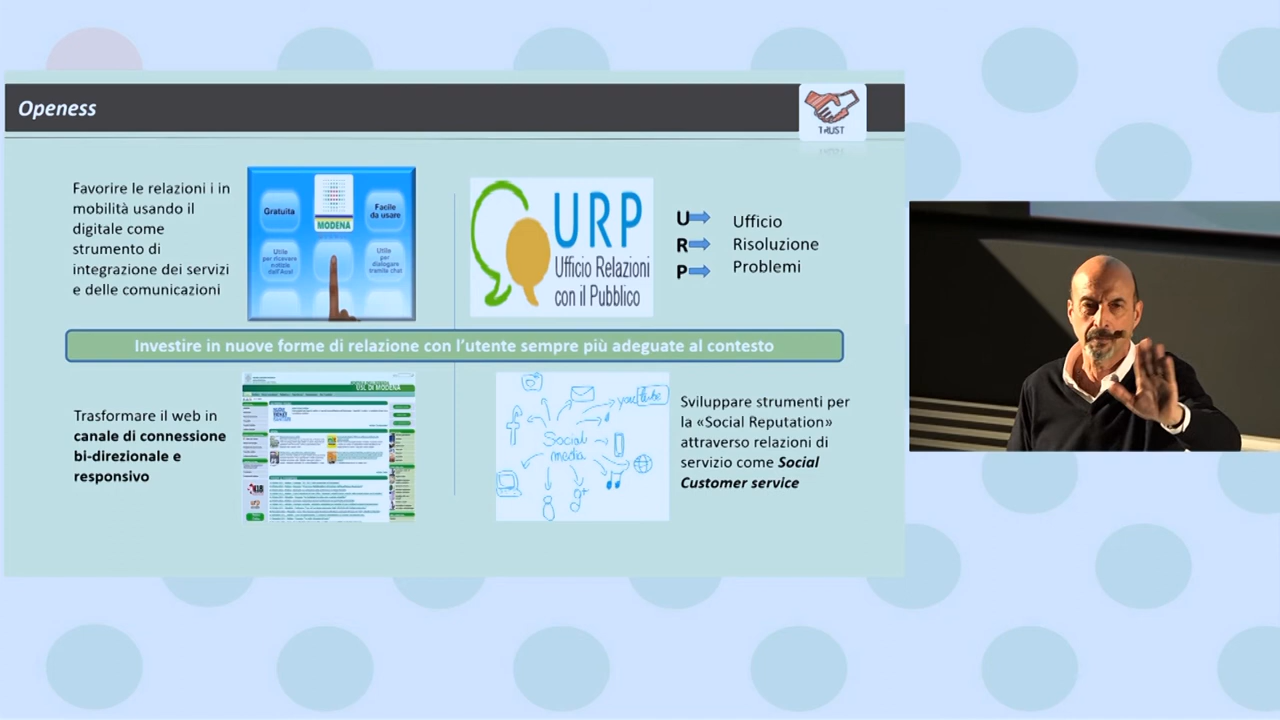 Openess
TRUST
Favorire le relazioni i in
mobilità usando il
digitale come
strumento di
integrazione dei servizi
e delle comunicazioni
Gratuita
MODENA
Facile
da usare
Utile
per ricevere
notizie
dall'Ausl
Utile
per
dialogare
tramite chat
URP
Ufficio Relazioni
con il Pubblico
U Ufficio
R Risoluzione
P Problemi
Investire in nuove forme di relazione con l'utente sempre più adeguate al contesto
Trasformare il web in
canale di connessione
bi-direzionale e
responsivo
USL DI MODENA
Social
media
youtube
g+
Sviluppare strumenti per
la «Social Reputation»
attraverso relazioni di
servizio come Social
Customer service